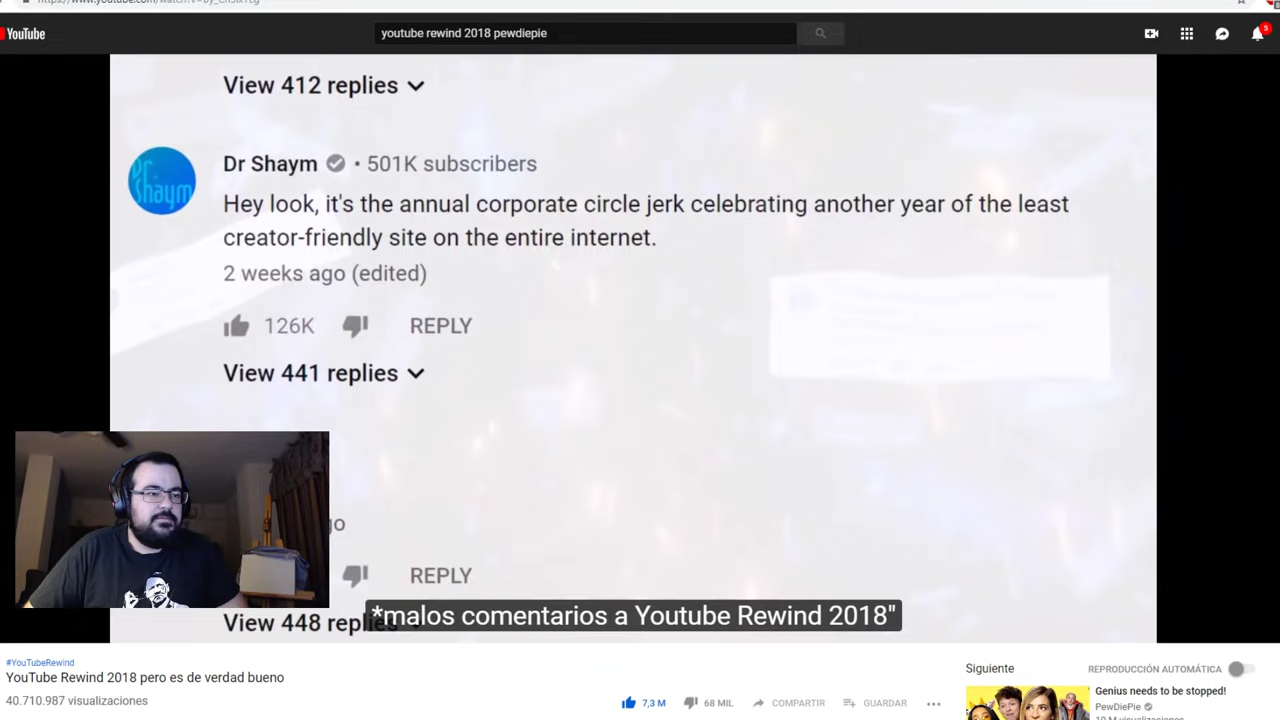 YouTube
youtube rewind 2018 pewdiepie
5
View 412 replies
Dr Shaym • 501K subscribers
Dr Shaym
Hey look, it's the annual corporate circle jerk celebrating another year of the least
creator-friendly site on the entire internet.
2 weeks ago (edited)
126K REPLY
View 441 replies
REPLY
*malos comentarios a Youtube Rewind 2018"
View 448
#YouTubeRewind
YouTube Rewind 2018 pero es de verdad bueno
40.710.987 visualizaciones
7,3 M 68 MIL COMPARTIR GUARDAR
Siguiente REPRODUCCIÓN AUTOMÁTICA
Genius needs to be stopped!
PewDiePie